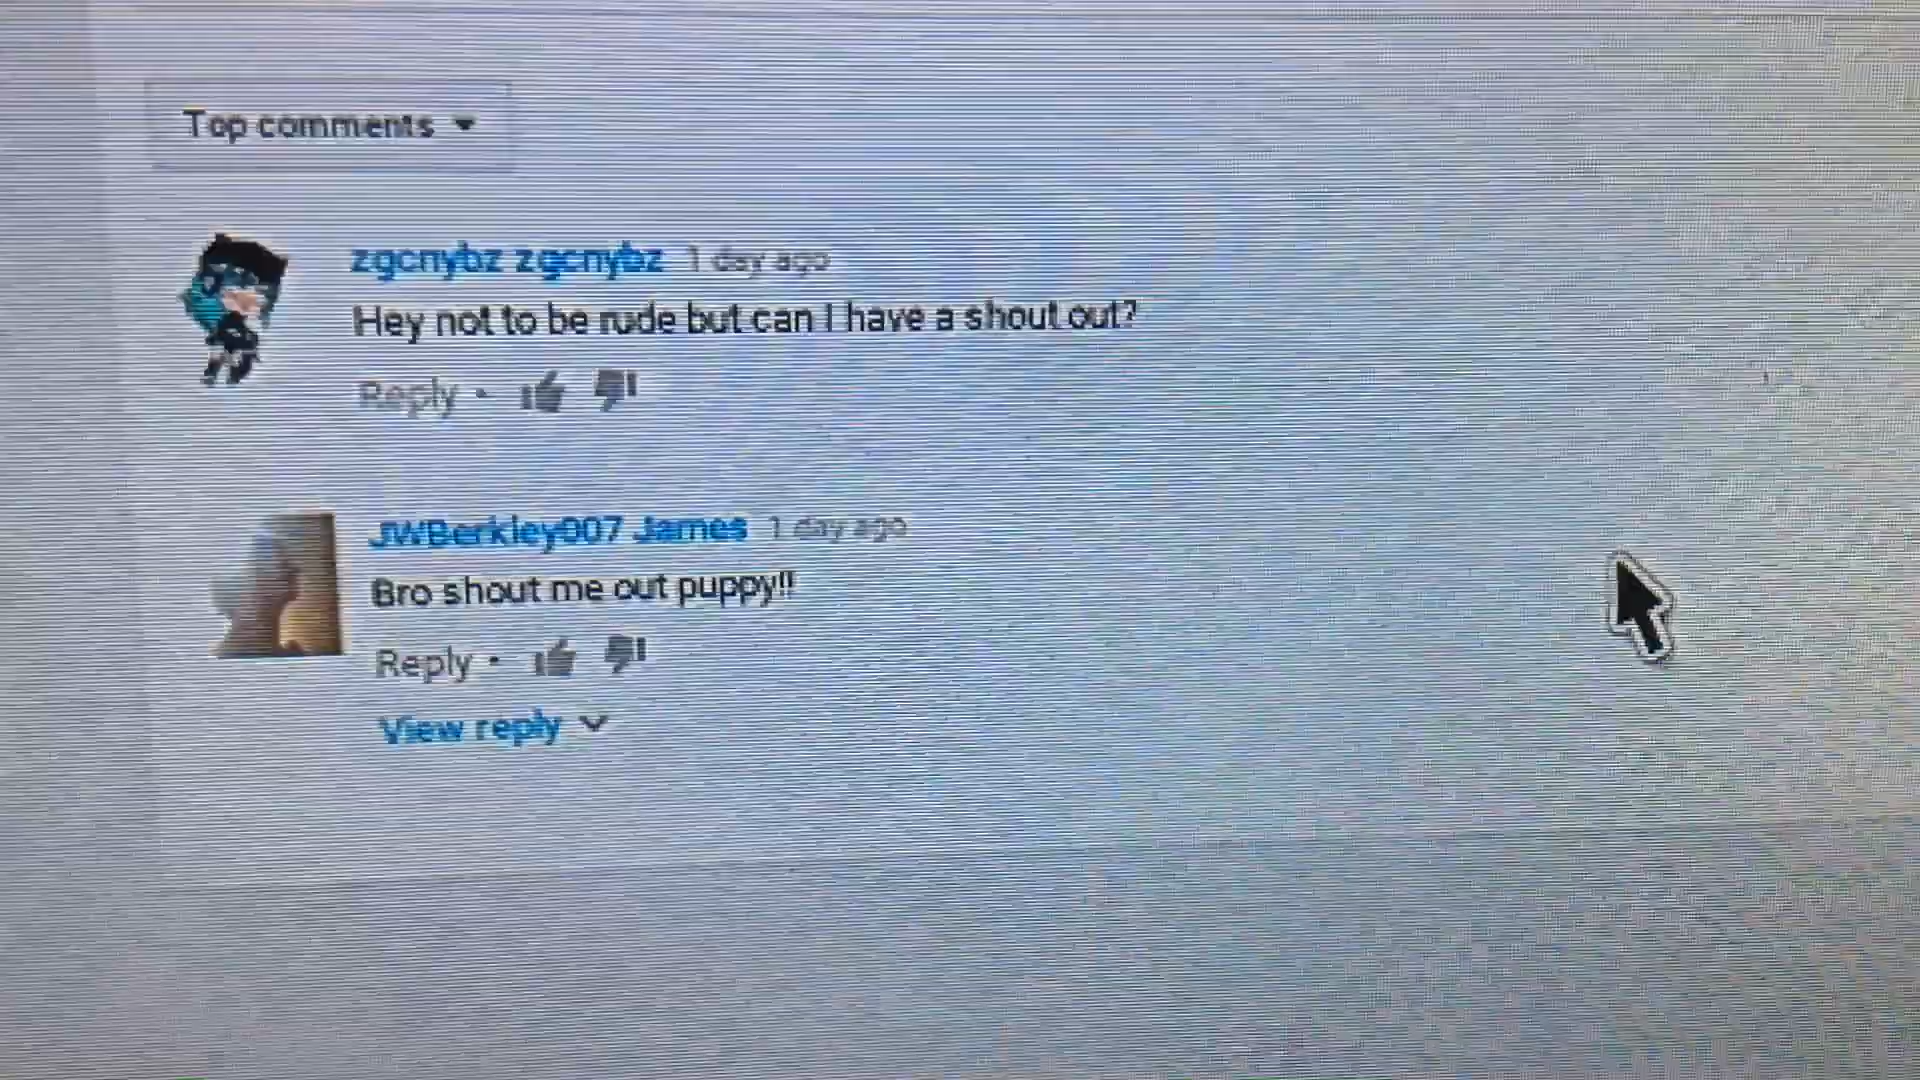 Top comments
zgcnybz zgcnybz 1 day ago
Hey not to be rude but can I have a shout out?
Reply •
JWBerkley007 James 1 day ago
Bro shout me out puppy!!
Reply •
View reply